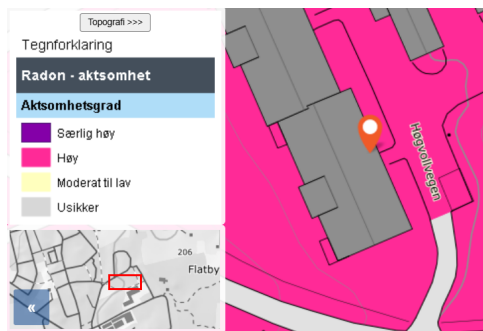 Topografi >>>
Tegnforklaring
Radon - aktsomhet
Aktsomhetsgrad
Særlig høy
Høy
Moderat til lav
Usikker
Høgvollvegen
206
Flatby
«